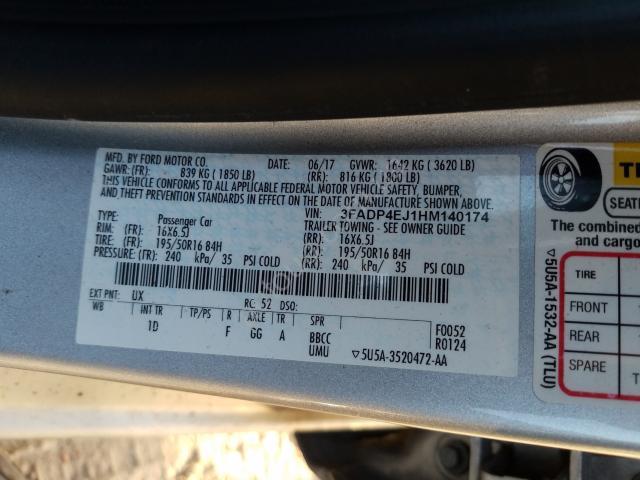 MFD. BY FORD MOTOR CO.
DATE: 06/17 GVWR: 1642 KG ( 3620 LB)
GAWR: (FR): 839 KG ( 1850 LB) (RR): 816 KG ( 1800 LB)
THIS VEHICLE CONFORMS TO ALL APPLICABLE FEDERAL MOTOR VEHICLE SAFETY, BUMPER,
AND THEFT PREVENTION STANDARDS IN EFFECT ON THE DATE OF MANUFACTURE SHOWN ABOVE.
VIN: 3FADP4EJ1HM140174
TYPE: Passenger Car TRAILER TOWING - SEE OWNER GUIDE
RIM: (FR): 16X6.5J (RR): 16X6.5J
TIRE: (FR): 195/50R16 84H (RR): 195/50R16 84H
PRESSURE: (FR): 240 kPa/ 35 PSI COLD (RR): 240 kPa/ 35 PSI COLD
EXT PNT: UX RC: 52 DSO:
WB INT TR TP/PS R AXLE TR SPR
1D F GG A BBCC
UMU
F0052
R0124
▽5U5A-3520472-AA
▽5U5A-1532-AA (TLU)
The combined
and cargo
TIRE
FRONT
REAR
SPARE